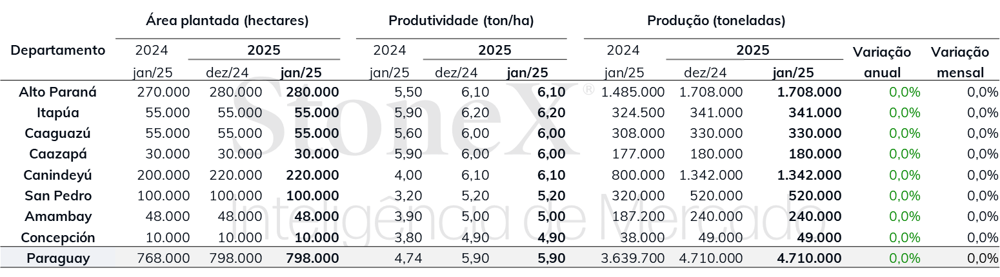 Área plantada (hectares) Produtividade (ton/ha) Produção (toneladas)
Departamento 2024 2025 2024 2025 2024 2025 Variação anual Variação mensal
jan/25 dez/24 jan/25 jan/25 dez/24 jan/25 jan/25 dez/24 jan/25
Alto Paraná 270.000 280.000 280.000 5,50 6,10 6,10 1.485.000 1.708.000 1.708.000 0,0% 0,0%
Itapúa 55.000 55.000 55.000 5,90 6,20 6,20 324.500 341.000 341.000 0,0% 0,0%
Caaguazú 55.000 55.000 55.000 5,60 6,00 6,00 308.000 330.000 330.000 0,0% 0,0%
Caazapá 30.000 30.000 30.000 5,90 6,00 6,00 177.000 180.000 180.000 0,0% 0,0%
Canindeyú 200.000 220.000 220.000 4,00 6,10 6,10 800.000 1.342.000 1.342.000 0,0% 0,0%
San Pedro 100.000 100.000 100.000 3,20 5,20 5,20 320.000 520.000 520.000 0,0% 0,0%
Amambay 48.000 48.000 48.000 3,90 5,00 5,00 187.200 240.000 240.000 0,0% 0,0%
Concepción 10.000 10.000 10.000 3,80 4,90 4,90 38.000 49.000 49.000 0,0% 0,0%
Paraguay 768.000 798.000 798.000 4,74 5,90 5,90 3.639.700 4.710.000 4.710.000 0,0% 0,0%
StoneX®
Inteligência de Mercado